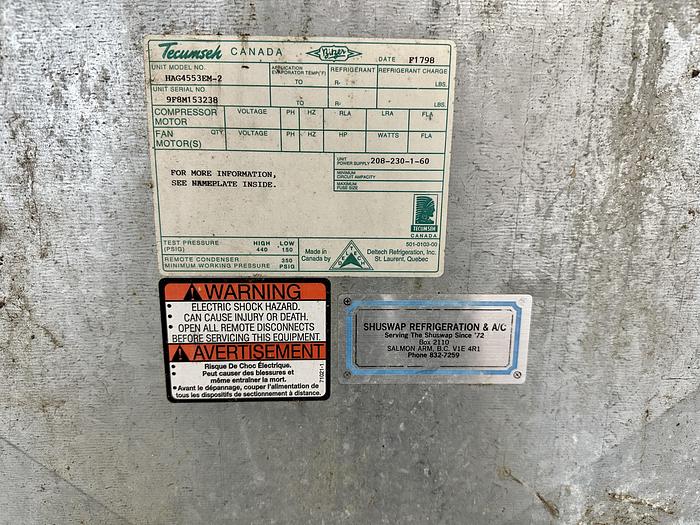 Tecumseh CANADA Bitzer DATE F1798
UNIT MODEL NO. APPLICATION EVAPORATOR TEMP(°F) REFRIGERANT REFRIGERANT CHARGE
HAG4553EM-2 TO R- LBS.
UNIT SERIAL NO.
9F8M153238 TO R- LBS.
COMPRESSOR MOTOR VOLTAGE PH HZ RLA LRA FLA
FAN MOTOR(S) QTY VOLTAGE PH HZ HP WATTS FLA
UNIT POWER SUPPLY 208-230-1-60
FOR MORE INFORMATION,
SEE NAMEPLATE INSIDE.
MINIMUM CIRCUIT AMPACITY
MAXIMUM FUSE SIZE
TECUMSEH
CANADA
501-0103-00
TEST PRESSURE HIGH LOW
(PSIG) 440 150
REMOTE CONDENSER 350
MINIMUM WORKING PRESSURE PSIG
Made in
Canada by
DELTECH
Deltech Refrigeration, Inc.
St. Laurent, Quebec
WARNING
• ELECTRIC SHOCK HAZARD.
CAN CAUSE INJURY OR DEATH.
• OPEN ALL REMOTE DISCONNECTS
BEFORE SERVICING THIS EQUIPMENT.
AVERTISEMENT
• Risque De Choc Électrique.
Peut causer des blessures et
même entraîner la mort.
• Avant le dépannage, couper l'alimentation de
tous les dispositifs de sectionnement à distance.
71021-1
SHUSWAP REFRIGERATION & A/C
Serving The Shuswap Since '72
Box 2110
SALMON ARM, B.C. V1E 4R1
Phone 832-7259